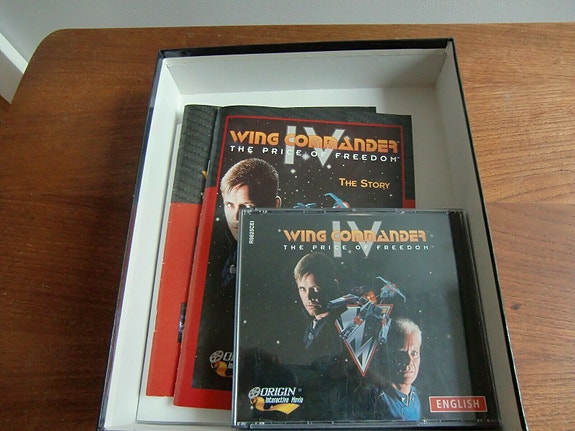 WING COMMANDER
IV
THE PRICE OF FREEDOM™
THE STORY
WING COMMANDER
IV
THE PRICE OF FREEDOM
ORIGIN
Interactive Movie
ENGLISH